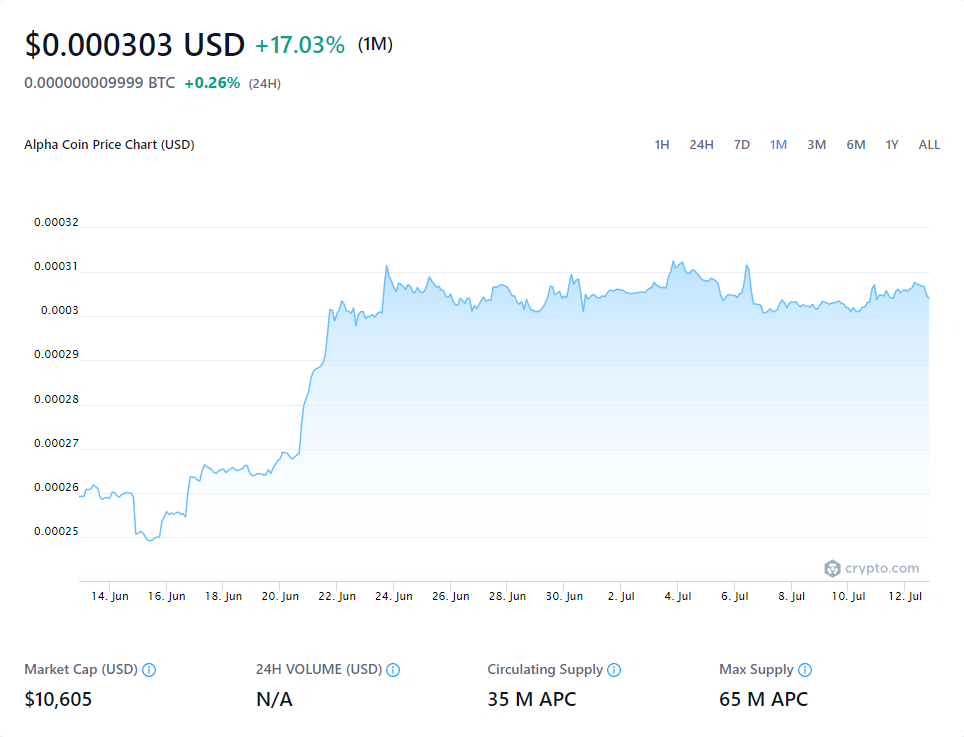 $0.000303 USD +17.03% (1M)
0.000000009999 BTC +0.26% (24H)
Alpha Coin Price Chart (USD) 1H 24H 7D 1M 3M 6M 1Y ALL
0.00032
0.00031
0.0003
0.00029
0.00028
0.00027
0.00026
0.00025
crypto.com
14. Jun 16. Jun 18. Jun 20. Jun 22. Jun 24. Jun 26. Jun 28. Jun 30. Jun 2. Jul 4. Jul 6. Jul 8. Jul 10. Jul 12. Jul
Market Cap (USD) 24H VOLUME (USD) Circulating Supply Max Supply
$10,605 N/A 35 M APC 65 M APC